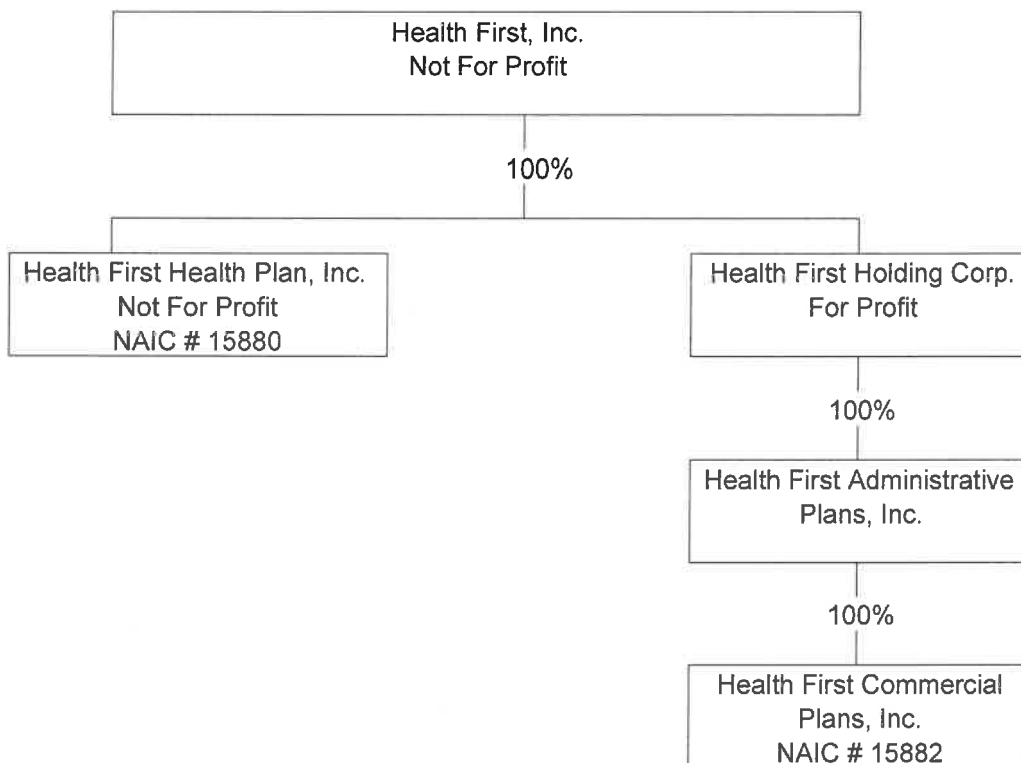 Health First, Inc.
Not For Profit
100%
Health First Health Plan, Inc.
Not For Profit
NAIC # 15880
Health First Holding Corp.
For Profit
100%
Health First Administrative
Plans, Inc.
100%
Health First Commercial
Plans, Inc.
NAIC # 15882